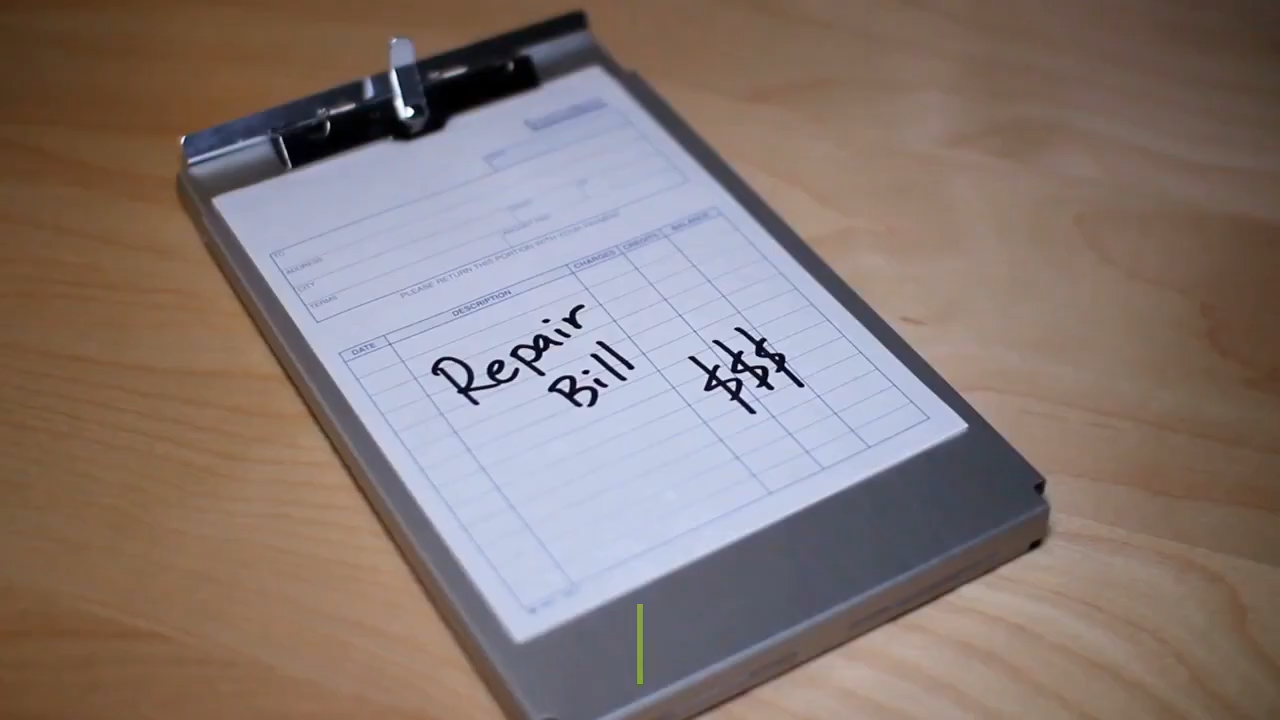 TO
ADDRESS
CITY
TERMS
PLEASE RETURN THIS PORTION WITH YOUR PAYMENT
DATE DESCRIPTION CHARGES CREDITS BALANCE
Repair
Bill $$$